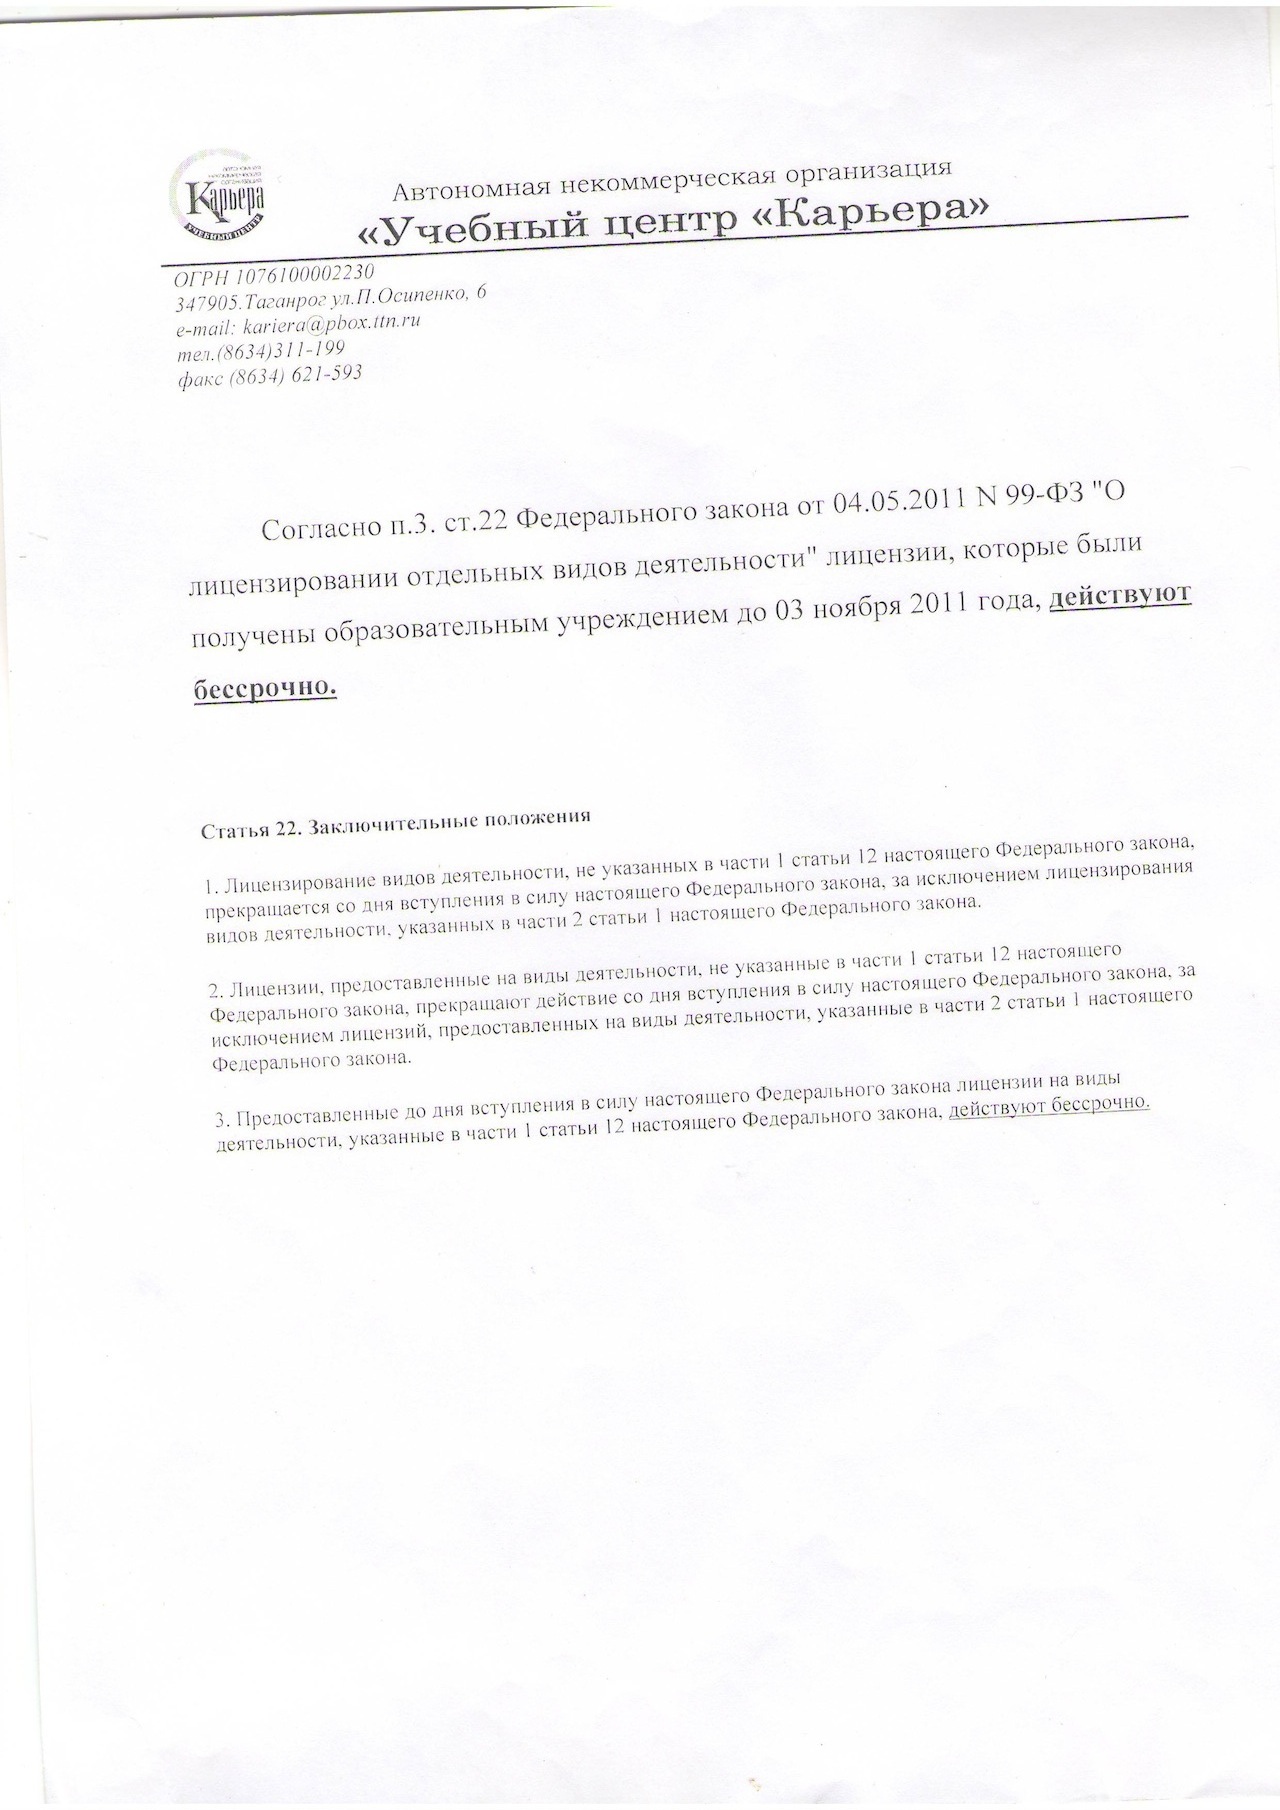 автономная
некоммерческая
организация
Карьера
УЧЕБНЫЙ ЦЕНТР
Автономная некоммерческая организация
«Учебный центр «Карьера»
ОГРН 1076100002230
347905.Таганрог ул.П.Осипенко, 6
e-mail: kariera@pbox.ttn.ru
тел.(8634)311-199
факс (8634) 621-593
Согласно п.3. ст.22 Федерального закона от 04.05.2011 N 99-ФЗ "О
лицензировании отдельных видов деятельности" лицензии, которые были
получены образовательным учреждением до 03 ноября 2011 года, действуют
бессрочно.
Статья 22. Заключительные положения
1. Лицензирование видов деятельности, не указанных в части 1 статьи 12 настоящего Федерального закона,
прекращается со дня вступления в силу настоящего Федерального закона, за исключением лицензирования
видов деятельности, указанных в части 2 статьи 1 настоящего Федерального закона.
2. Лицензии, предоставленные на виды деятельности, не указанные в части 1 статьи 12 настоящего
Федерального закона, прекращают действие со дня вступления в силу настоящего Федерального закона, за
исключением лицензий, предоставленных на виды деятельности, указанные в части 2 статьи 1 настоящего
Федерального закона.
3. Предоставленные до дня вступления в силу настоящего Федерального закона лицензии на виды
деятельности, указанные в части 1 статьи 12 настоящего Федерального закона, действуют бессрочно.